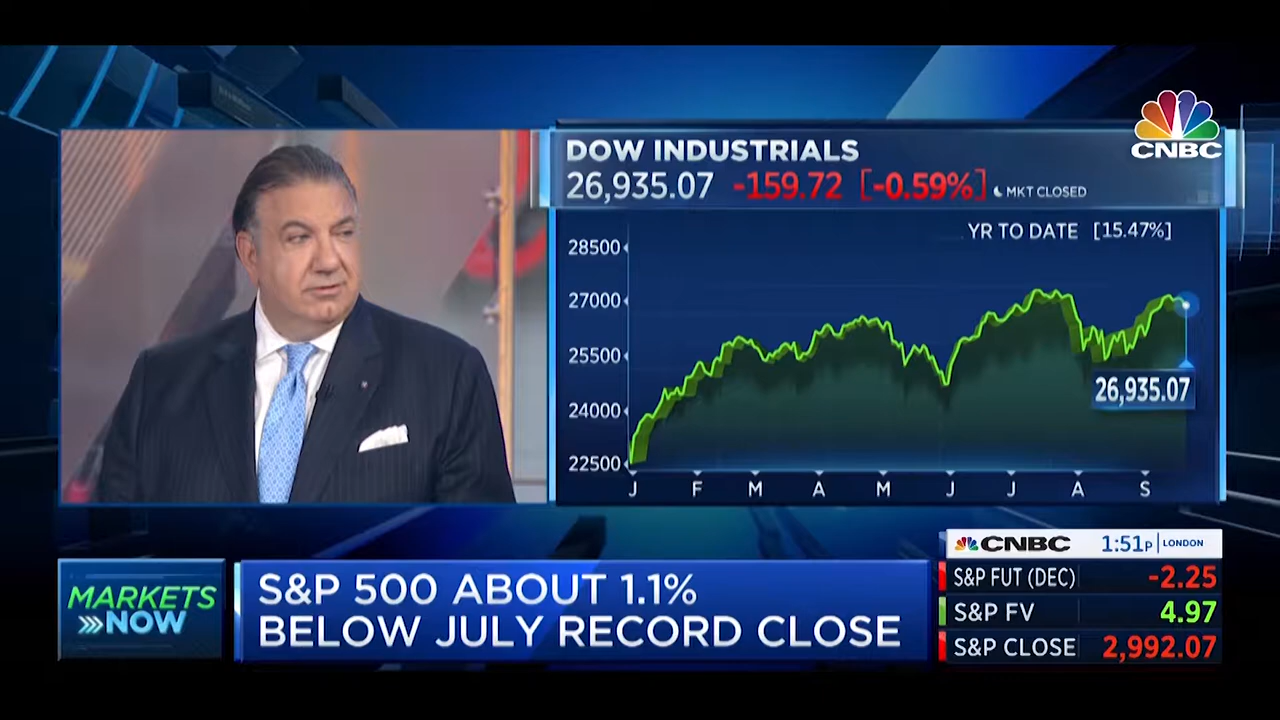 CNBC
DOW INDUSTRIALS
26,935.07 -159.72 [-0.59%] MKT CLOSED
YR TO DATE [15.47%]
28500
27000
25500
24000
22500
26,935.07
J F M A M J J A S
MARKETS
NOW
S&P 500 ABOUT 1.1%
BELOW JULY RECORD CLOSE
CNBC 1:51P LONDON
S&P FUT (DEC) -2.25
S&P FV 4.97
S&P CLOSE 2,992.07